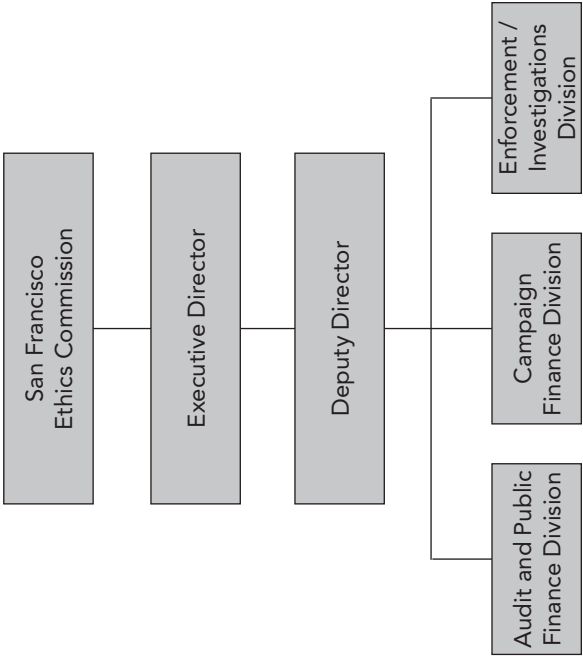 San Francisco
Ethics Commission
Executive Director
Deputy Director
Audit and Public
Finance Division
Campaign
Finance Division
Enforcement /
Investigations
Division